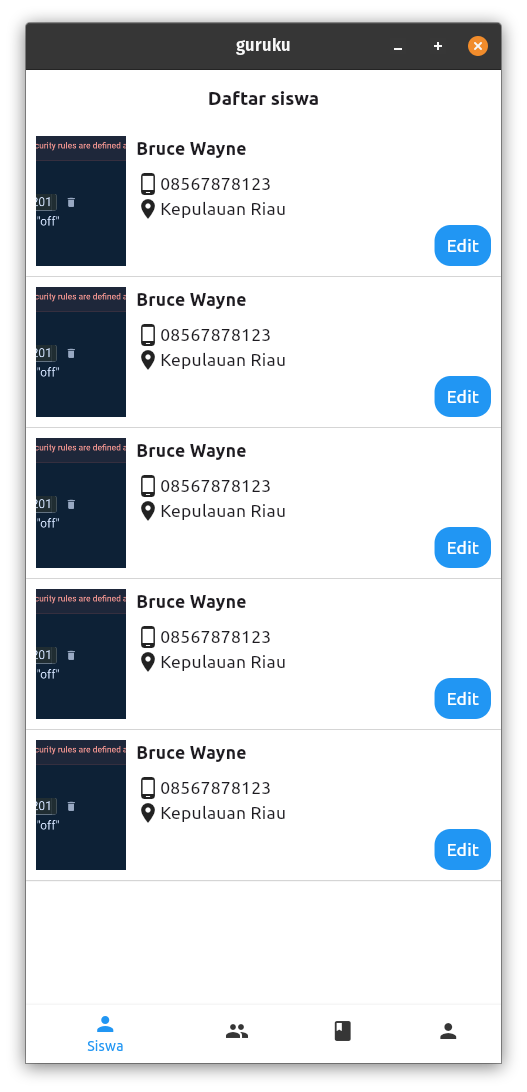 guruku
Daftar siswa
curity rules are defined a
Bruce Wayne
08567878123
201
Kepulauan Riau
"off"
Edit
curity rules are defined a
Bruce Wayne
08567878123
201
Kepulauan Riau
"off"
Edit
curity rules are defined a
Bruce Wayne
08567878123
201
Kepulauan Riau
"off"
Edit
curity rules are defined a
Bruce Wayne
08567878123
201
Kepulauan Riau
"off"
Edit
curity rules are defined a
Bruce Wayne
08567878123
201
Kepulauan Riau
"off"
Edit
Siswa